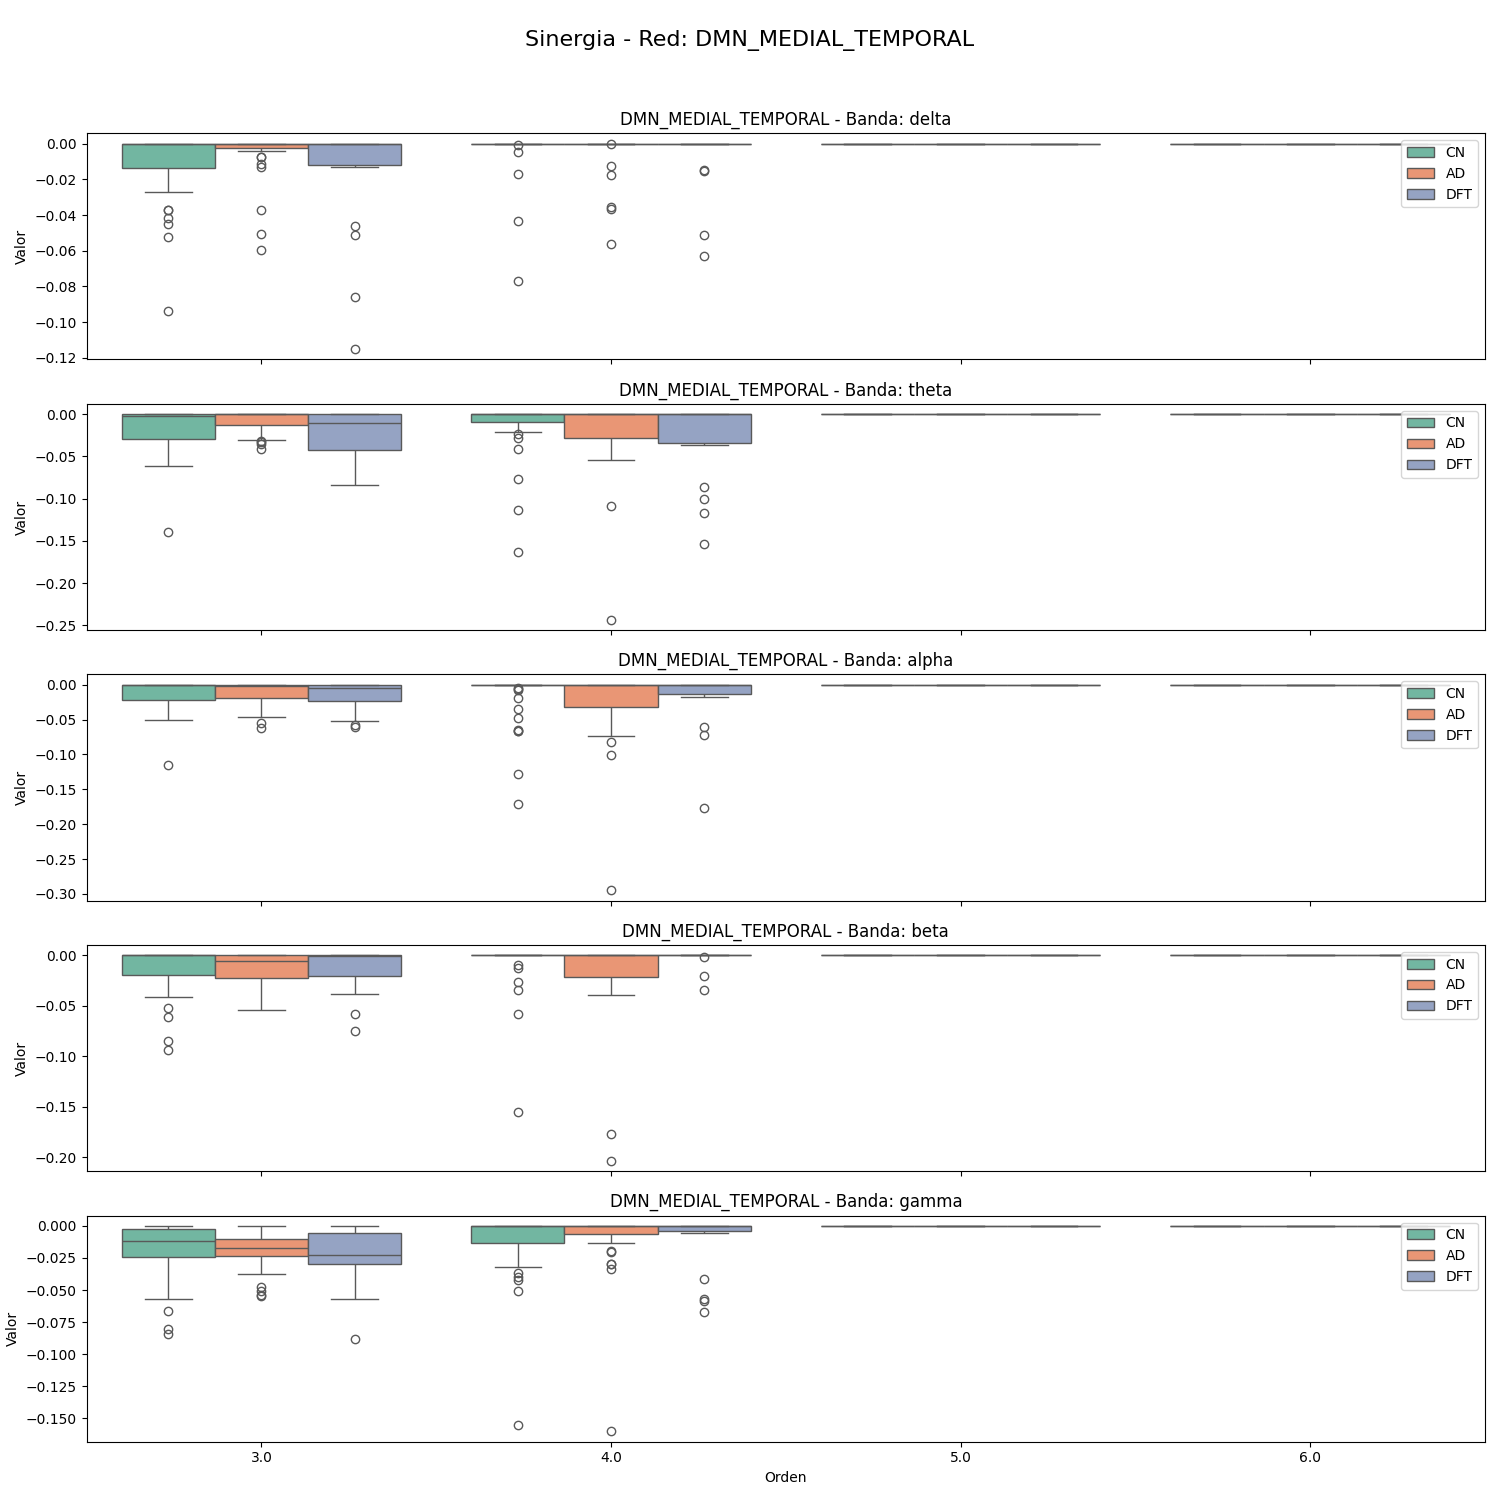 Sinergia - Red: DMN_MEDIAL_TEMPORAL
DMN_MEDIAL_TEMPORAL - Banda: delta
0.00
−0.02
−0.04
−0.06
−0.08
−0.10
−0.12
Valor
CN
AD
DFT
DMN_MEDIAL_TEMPORAL - Banda: theta
0.00
−0.05
−0.10
−0.15
−0.20
−0.25
Valor
CN
AD
DFT
DMN_MEDIAL_TEMPORAL - Banda: alpha
0.00
−0.05
−0.10
−0.15
−0.20
−0.25
−0.30
Valor
CN
AD
DFT
DMN_MEDIAL_TEMPORAL - Banda: beta
0.00
−0.05
−0.10
−0.15
−0.20
Valor
CN
AD
DFT
DMN_MEDIAL_TEMPORAL - Banda: gamma
0.000
−0.025
−0.050
−0.075
−0.100
−0.125
−0.150
Valor
CN
AD
DFT
3.0 4.0 5.0 6.0
Orden